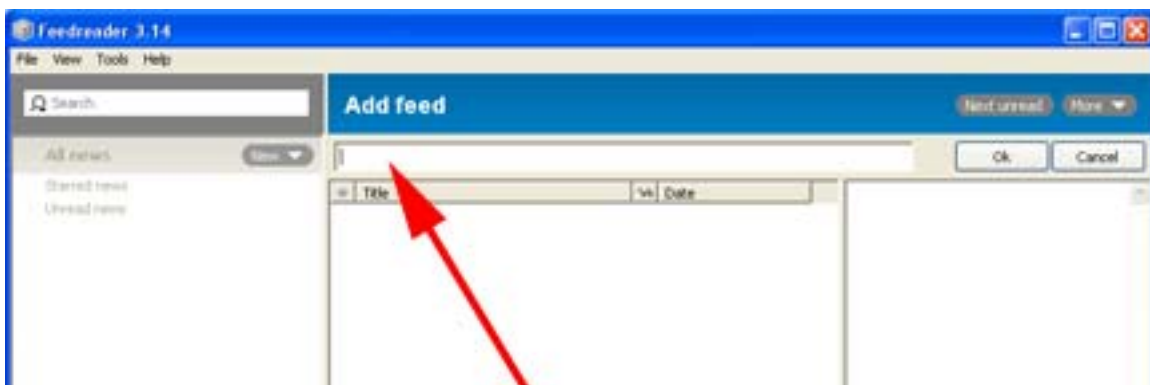 Feedreader 3.14
File View Tools Help
Search
Add feed
Next unread More
All news New
Ok Cancel
Starred news
Unread news
Title Date